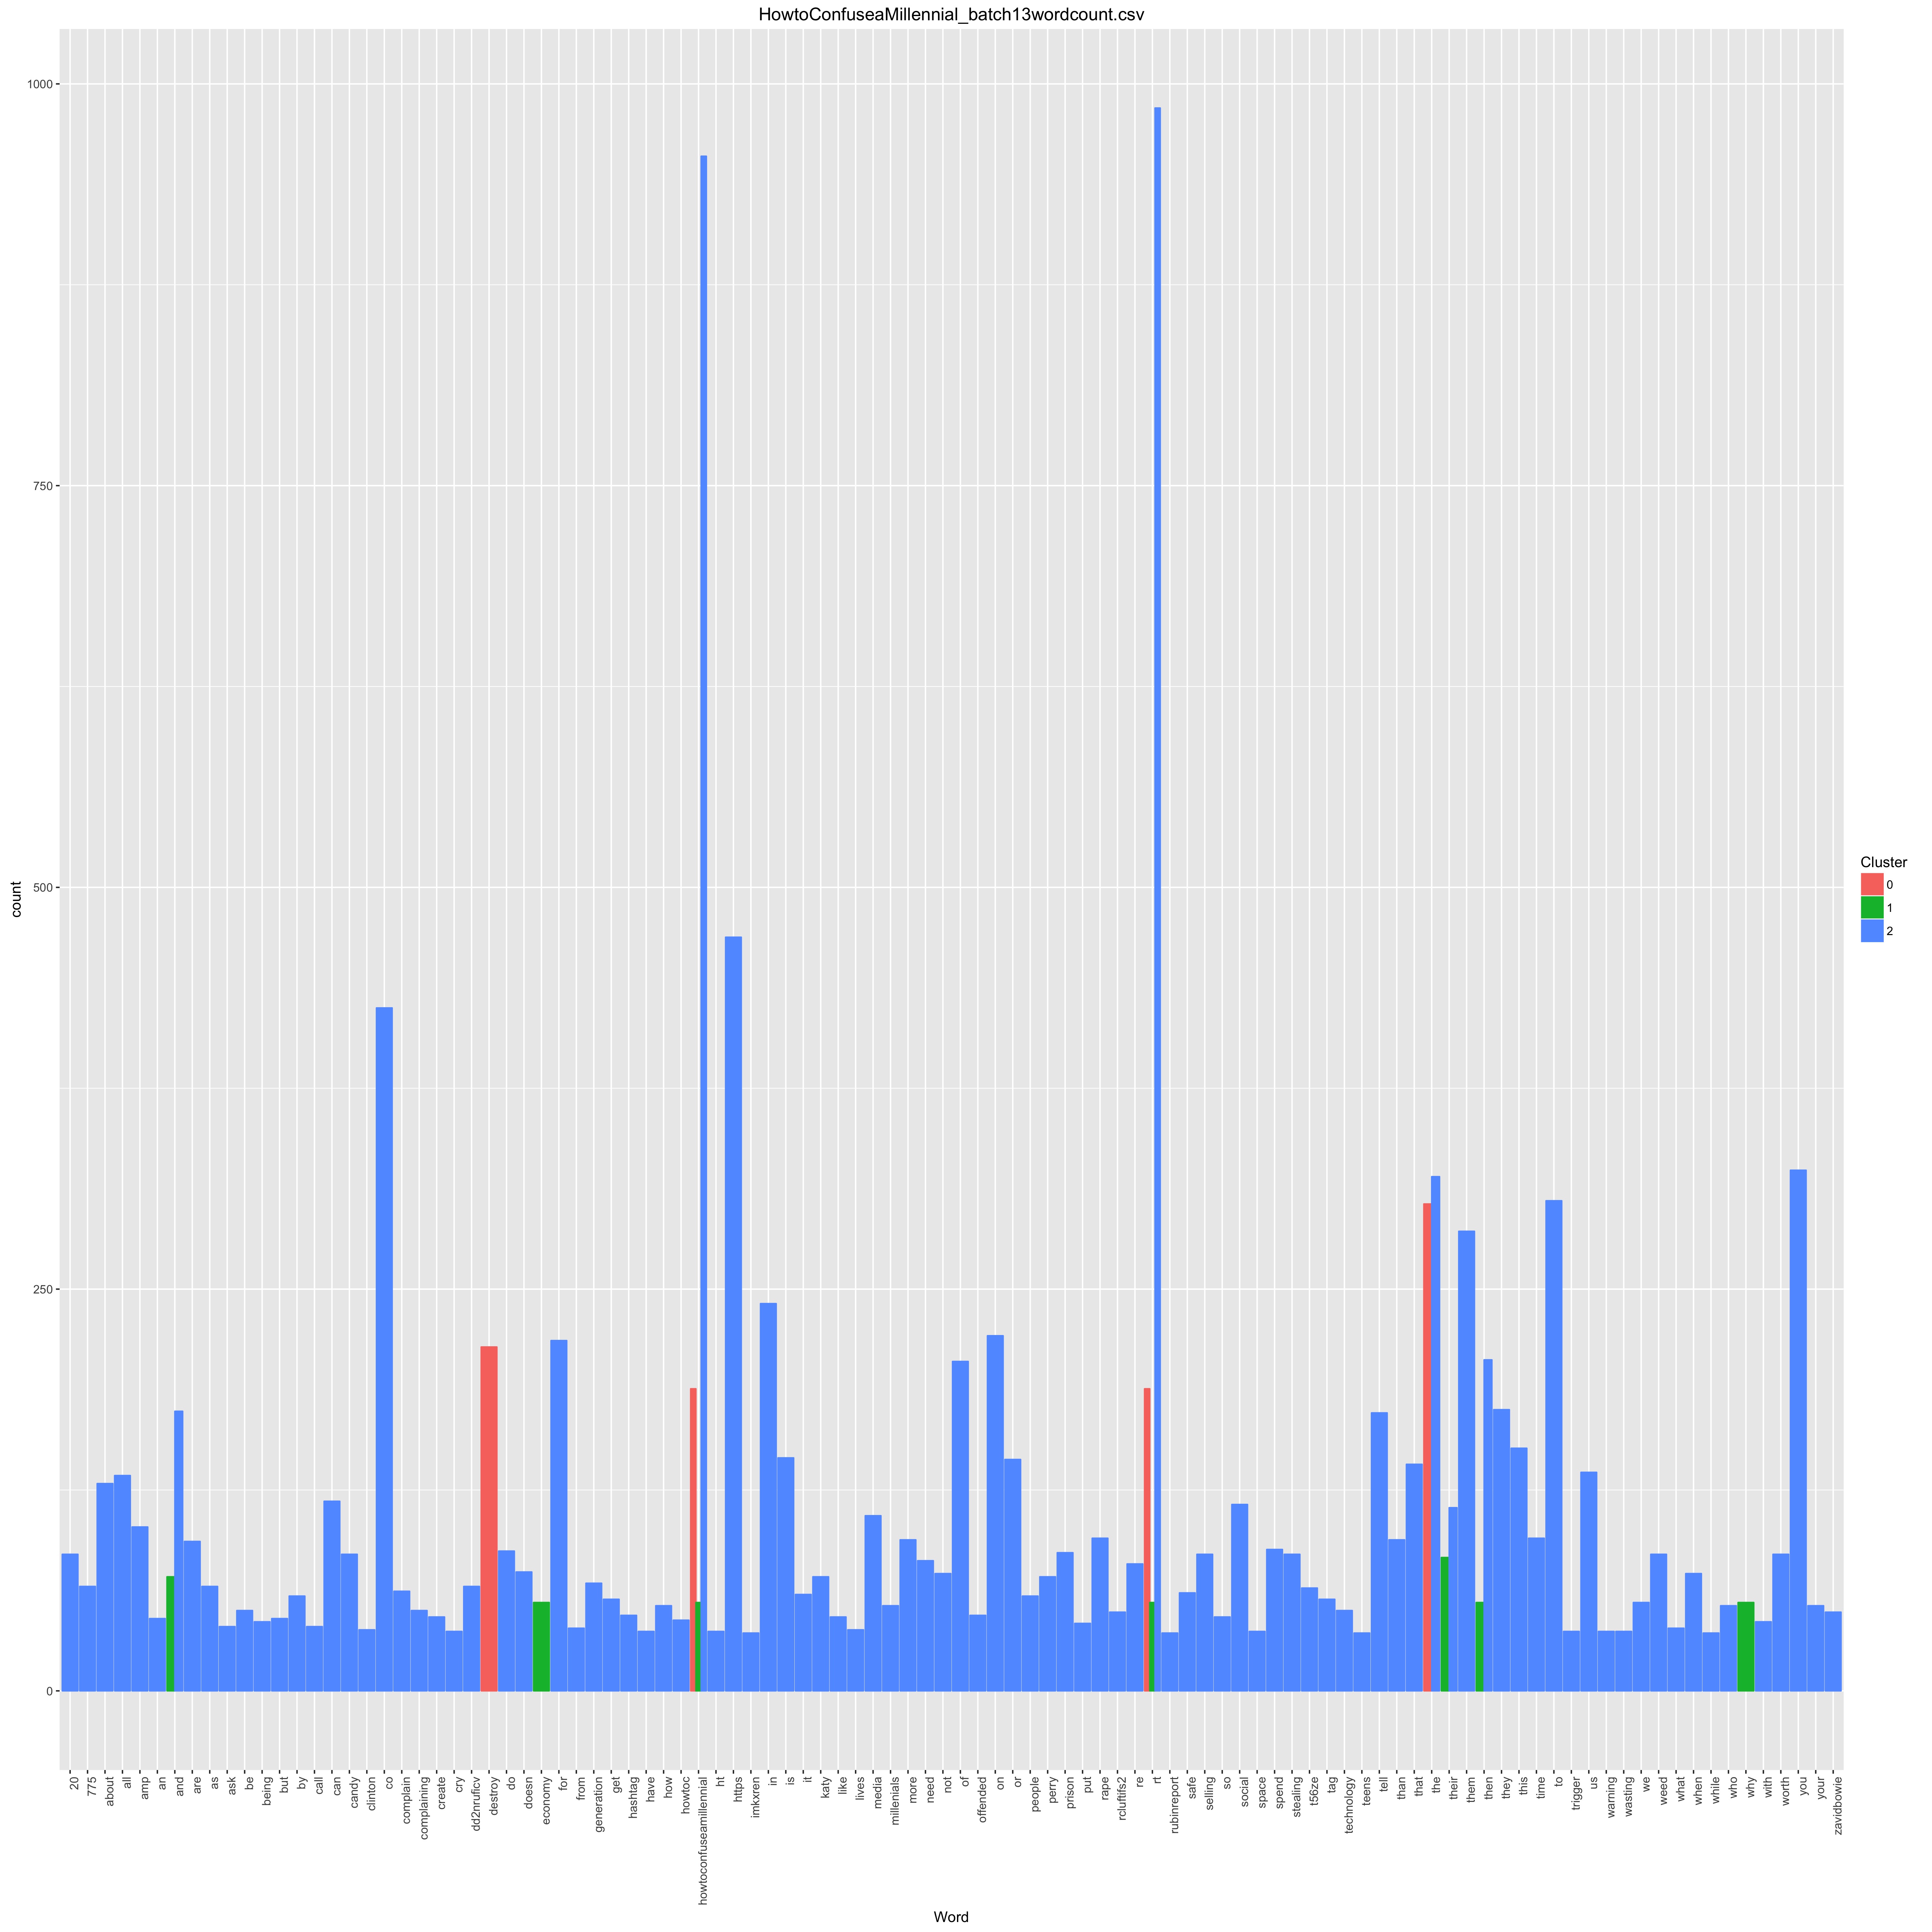 HowtoConfuseaMillennial_batch13wordcount.csv
1000
750
500
250
0
count
20
775
about
all
amp
an
and
are
as
ask
be
being
but
by
call
can
candy
clinton
co
complain
complaining
create
cry
dd2nruficv
destroy
do
doesn
economy
for
from
generation
get
hashtag
have
how
howtoc
howtoconfuseamillennial
ht
https
imkxren
in
is
it
katy
like
lives
media
millenials
more
need
not
of
offended
on
or
people
perry
prison
put
rape
rcluftifs2
re
rt
rubinreport
safe
selling
so
social
space
spend
stealing
t56ze
tag
technology
teens
tell
than
that
the
their
them
then
they
this
time
to
trigger
us
warning
wasting
we
weed
what
when
while
who
why
with
worth
you
your
zavidbowie
Word
Cluster
0
1
2